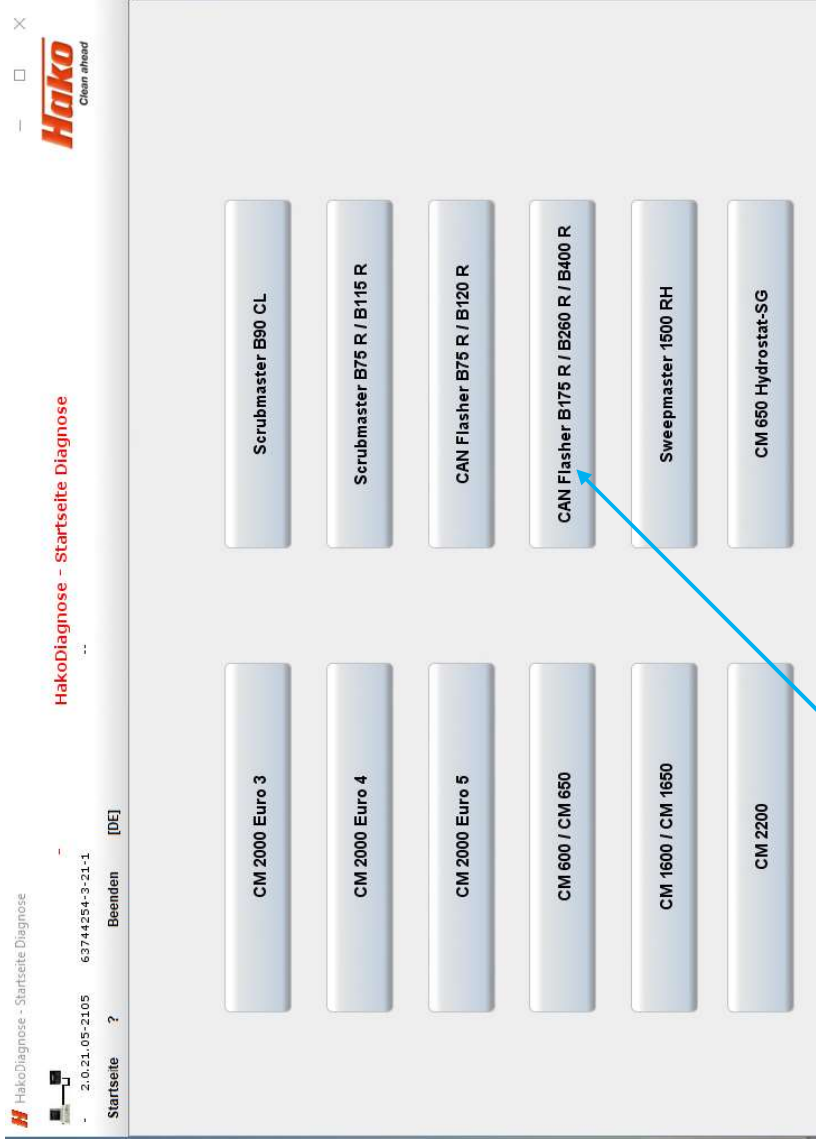 HakoDiagnose - Startseite Diagnose
Hako
Clean ahead
- HakoDiagnose - Startseite Diagnose
- 2.0.21.05-2105 63744254-3-21-1 --
Startseite ? Beenden [DE]
CM 2000 Euro 3 Scrubmaster B90 CL
CM 2000 Euro 4 Scrubmaster B75 R / B115 R
CM 2000 Euro 5 CAN Flasher B75 R / B120 R
CM 600 / CM 650 CAN Flasher B175 R / B260 R / B400 R
CM 1600 / CM 1650 Sweepmaster 1500 RH
CM 2200 CM 650 Hydrostat-SG